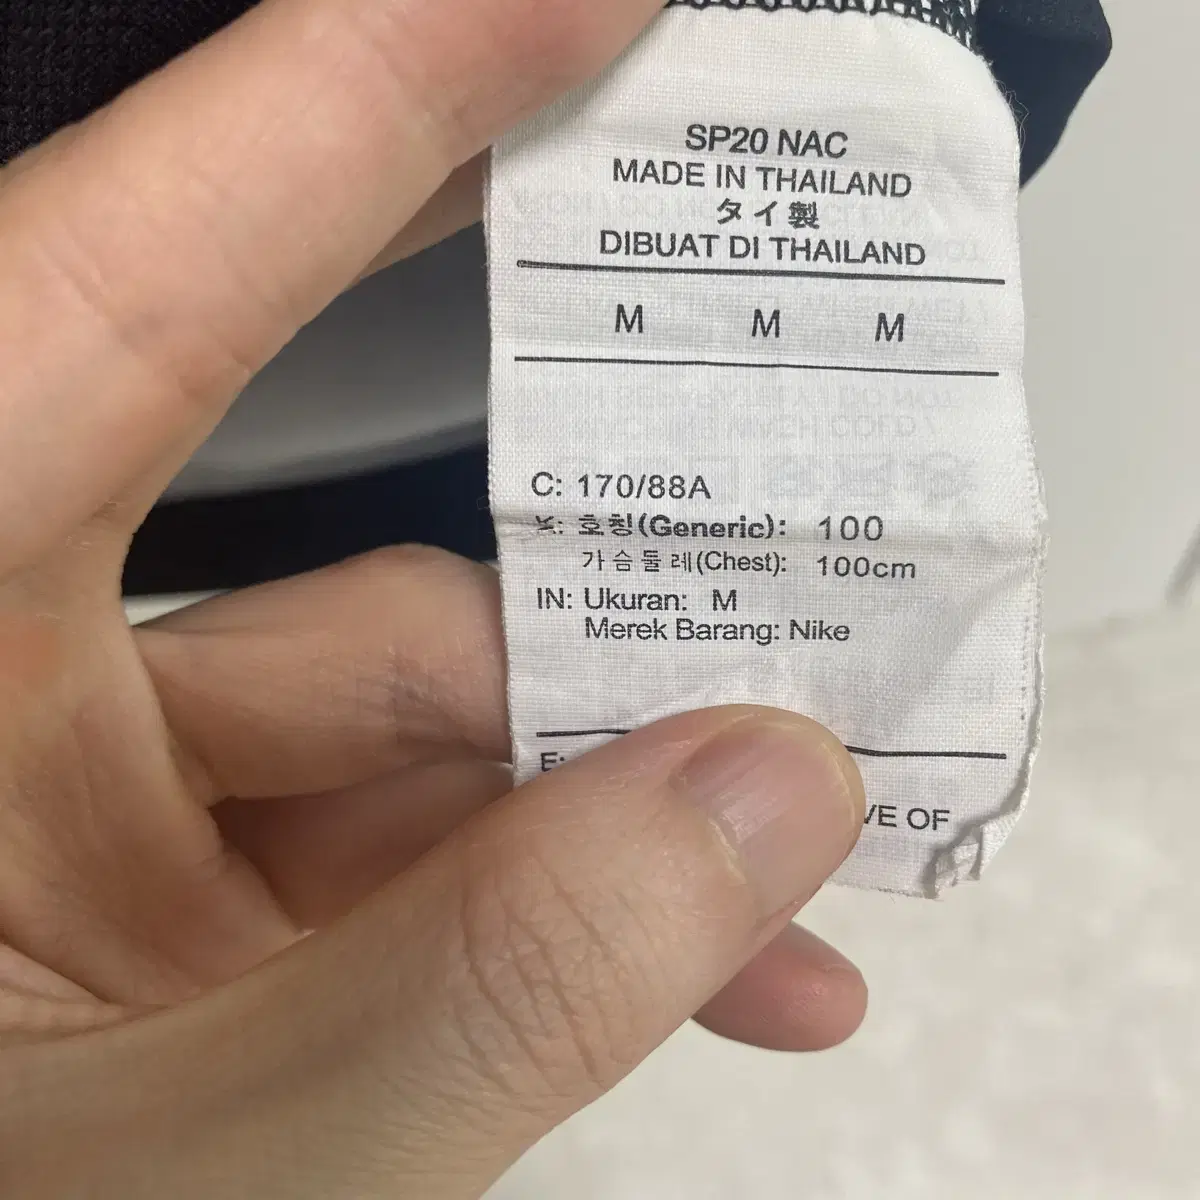 SP20 NAC
MADE IN THAILAND
タイ製
DIBUAT DI THAILAND
M M M
C: 170/88A
K: 호칭(Generic): 100
가슴둘레(Chest): 100cm
IN: Ukuran: M
Merek Barang: Nike
E:
OF